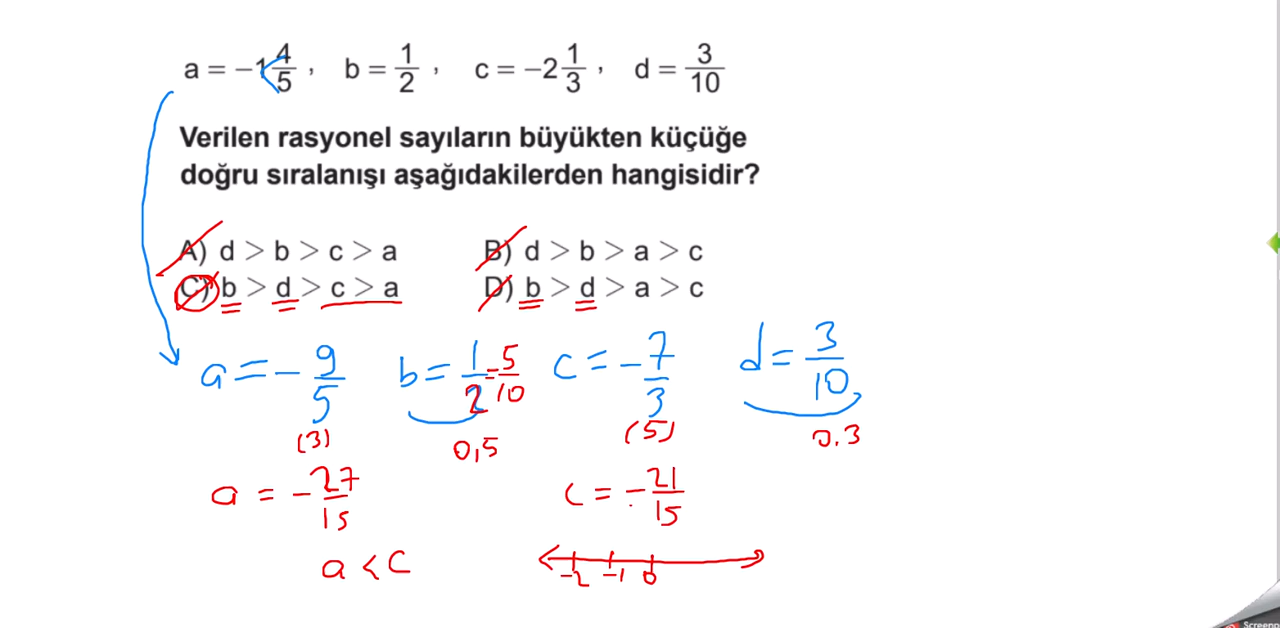 a = −1 4/5 , b = 1/2 , c = −2 1/3 , d = 3/10
Verilen rasyonel sayıların büyükten küçüğe
doğru sıralanışı aşağıdakilerden hangisidir?
A) d > b > c > a B) d > b > a > c
C) b > d > c > a D) b > d > a > c
a = − 9/5 b = 1/2 = 5/10 c = − 7/3 d = 3/10
(3) 0,5 (5) 0.3
a = − 27/15 c = − 21/15
a < c
−2 −1 0